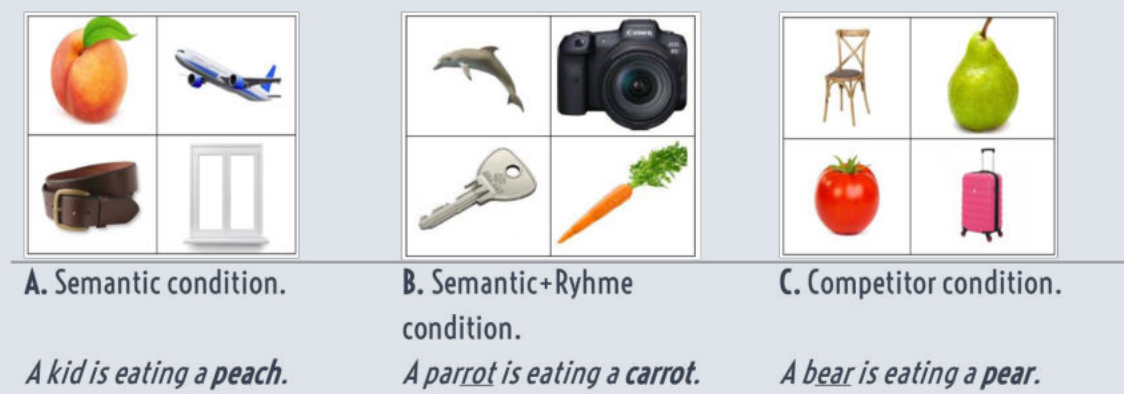 Canon
A. Semantic condition.
B. Semantic+Ryhme
condition.
C. Competitor condition.
A kid is eating a peach.
A parrot is eating a carrot.
A bear is eating a pear.